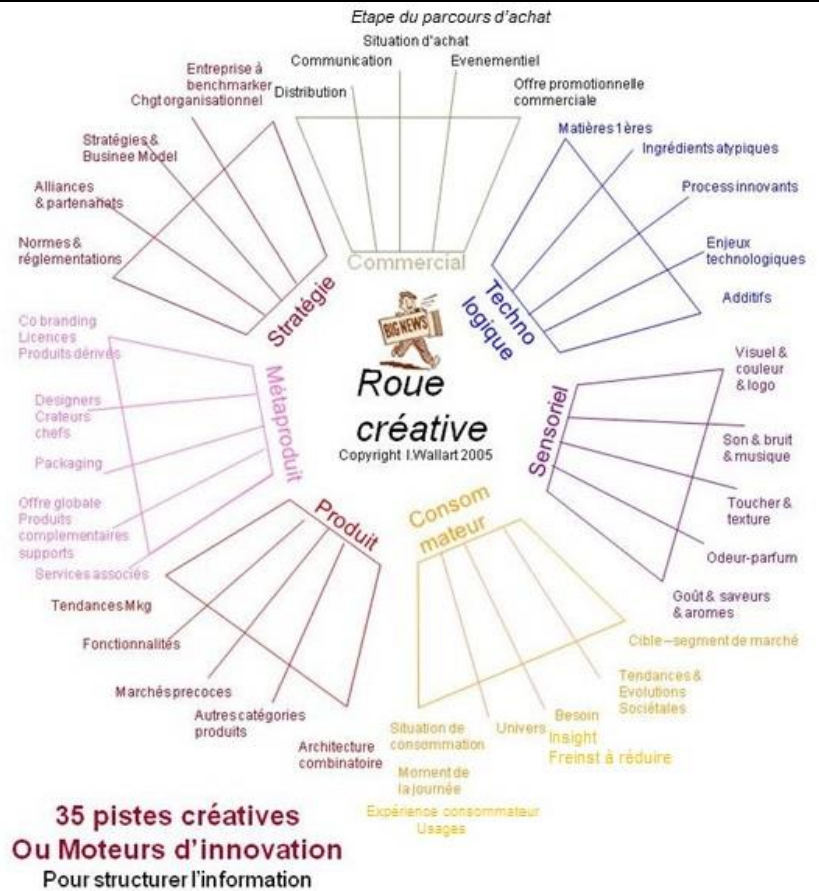 Etape du parcours d'achat
Situation d'achat
Communication
Evenementiel
Distribution
Offre promotionnelle
commerciale
Commercial
Matières 1ères
Ingrédients atypiques
Process innovants
Enjeux
technologiques
Additifs
Techno
logique
Visuel &
couleur
& logo
Son & bruit
& musique
Toucher &
texture
Odeur-parfum
Goût & saveurs
& aromes
Sensoriel
Cible – segment de marché
Tendances &
Evolutions
Sociétales
Besoin
Insight
Freinst à réduire
Univers
Situation de
consommation
Moment de
la journée
Expérience consommateur
Usages
Consom
mateur
Architecture
combinatoire
Autres catégories
produits
Marchés precoces
Fonctionnalités
Tendances Mkg
Produit
Services associés
Offre globale
Produits
complementaires
supports
Packaging
Designers
Crateurs
chefs
Co branding
Licences
Produits dérivés
Métaproduit
Normes &
réglementations
Alliances
& partenariats
Stratégies &
Businee Model
Chgt organisationnel
Entreprise à
benchmarker
Stratégie
BIG NEWS
Roue
créative
Copyright I.Wallart 2005
35 pistes créatives
Ou Moteurs d'innovation
Pour structurer l'information